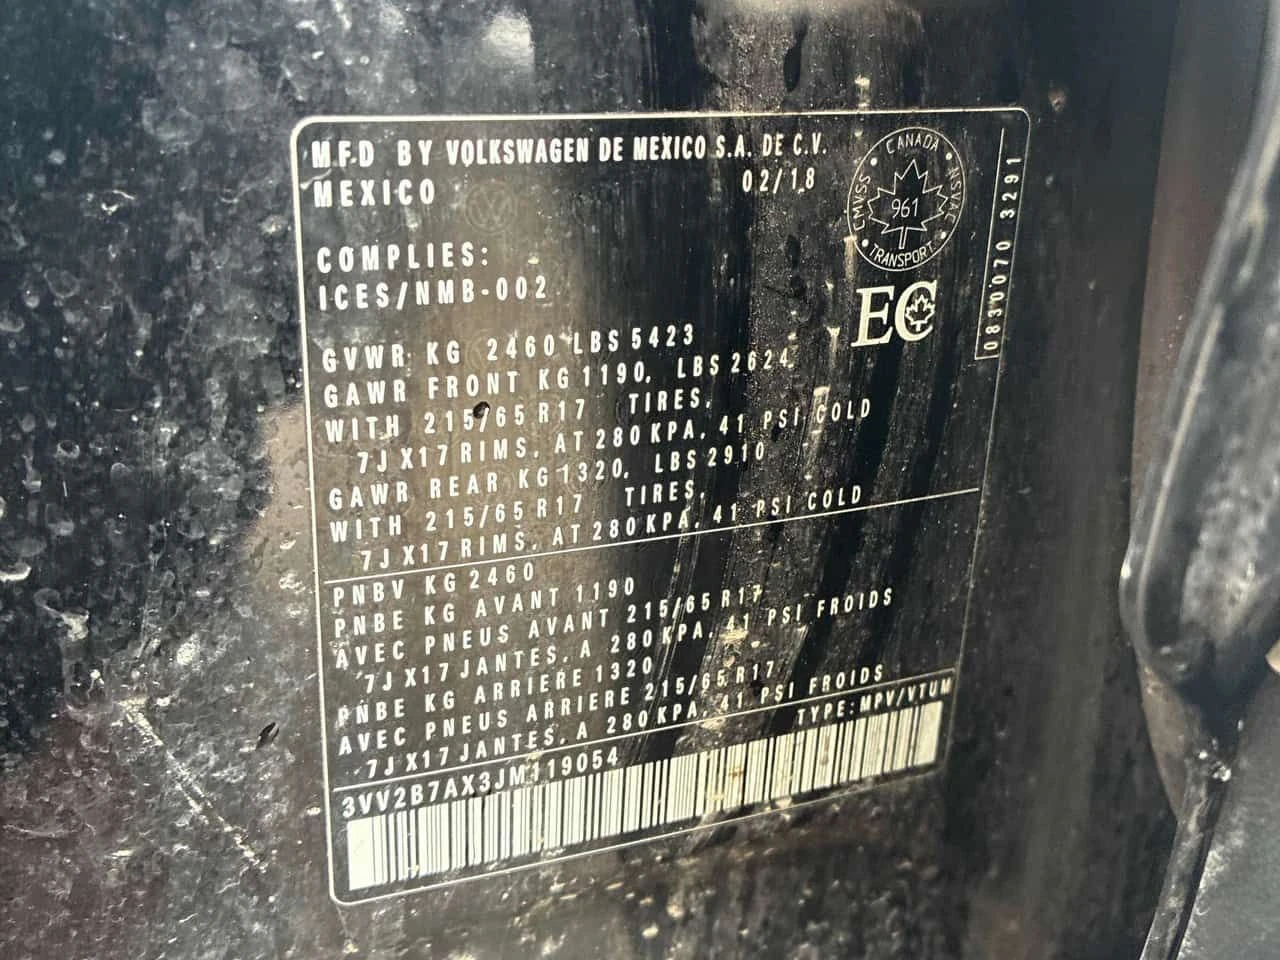 MFD BY VOLKSWAGEN DE MEXICO S.A. DE C.V.
MEXICO 02/18
CANADA
CMVSS NSVAC
961
TRANSPORT
0830070 3291
COMPLIES:
ICES/NMB-002
EC
GVWR KG 2460 LBS 5423
GAWR FRONT KG 1190, LBS 2624
WITH 215/65 R17 TIRES,
7J X17 RIMS, AT 280 KPA, 41 PSI COLD
GAWR REAR KG 1320, LBS 2910
WITH 215/65 R17 TIRES,
7J X17 RIMS, AT 280 KPA, 41 PSI COLD
PNBV KG 2460
PNBE KG AVANT 1190
AVEC PNEUS AVANT 215/65 R17
7J X17 JANTES, A 280 KPA, 41 PSI FROIDS
PNBE KG ARRIERE 1320
AVEC PNEUS ARRIERE 215/65 R17
7J X17 JANTES, A 280 KPA, 41 PSI FROIDS
3VV2B7AX3JM119054 TYPE: MPV/VTUM